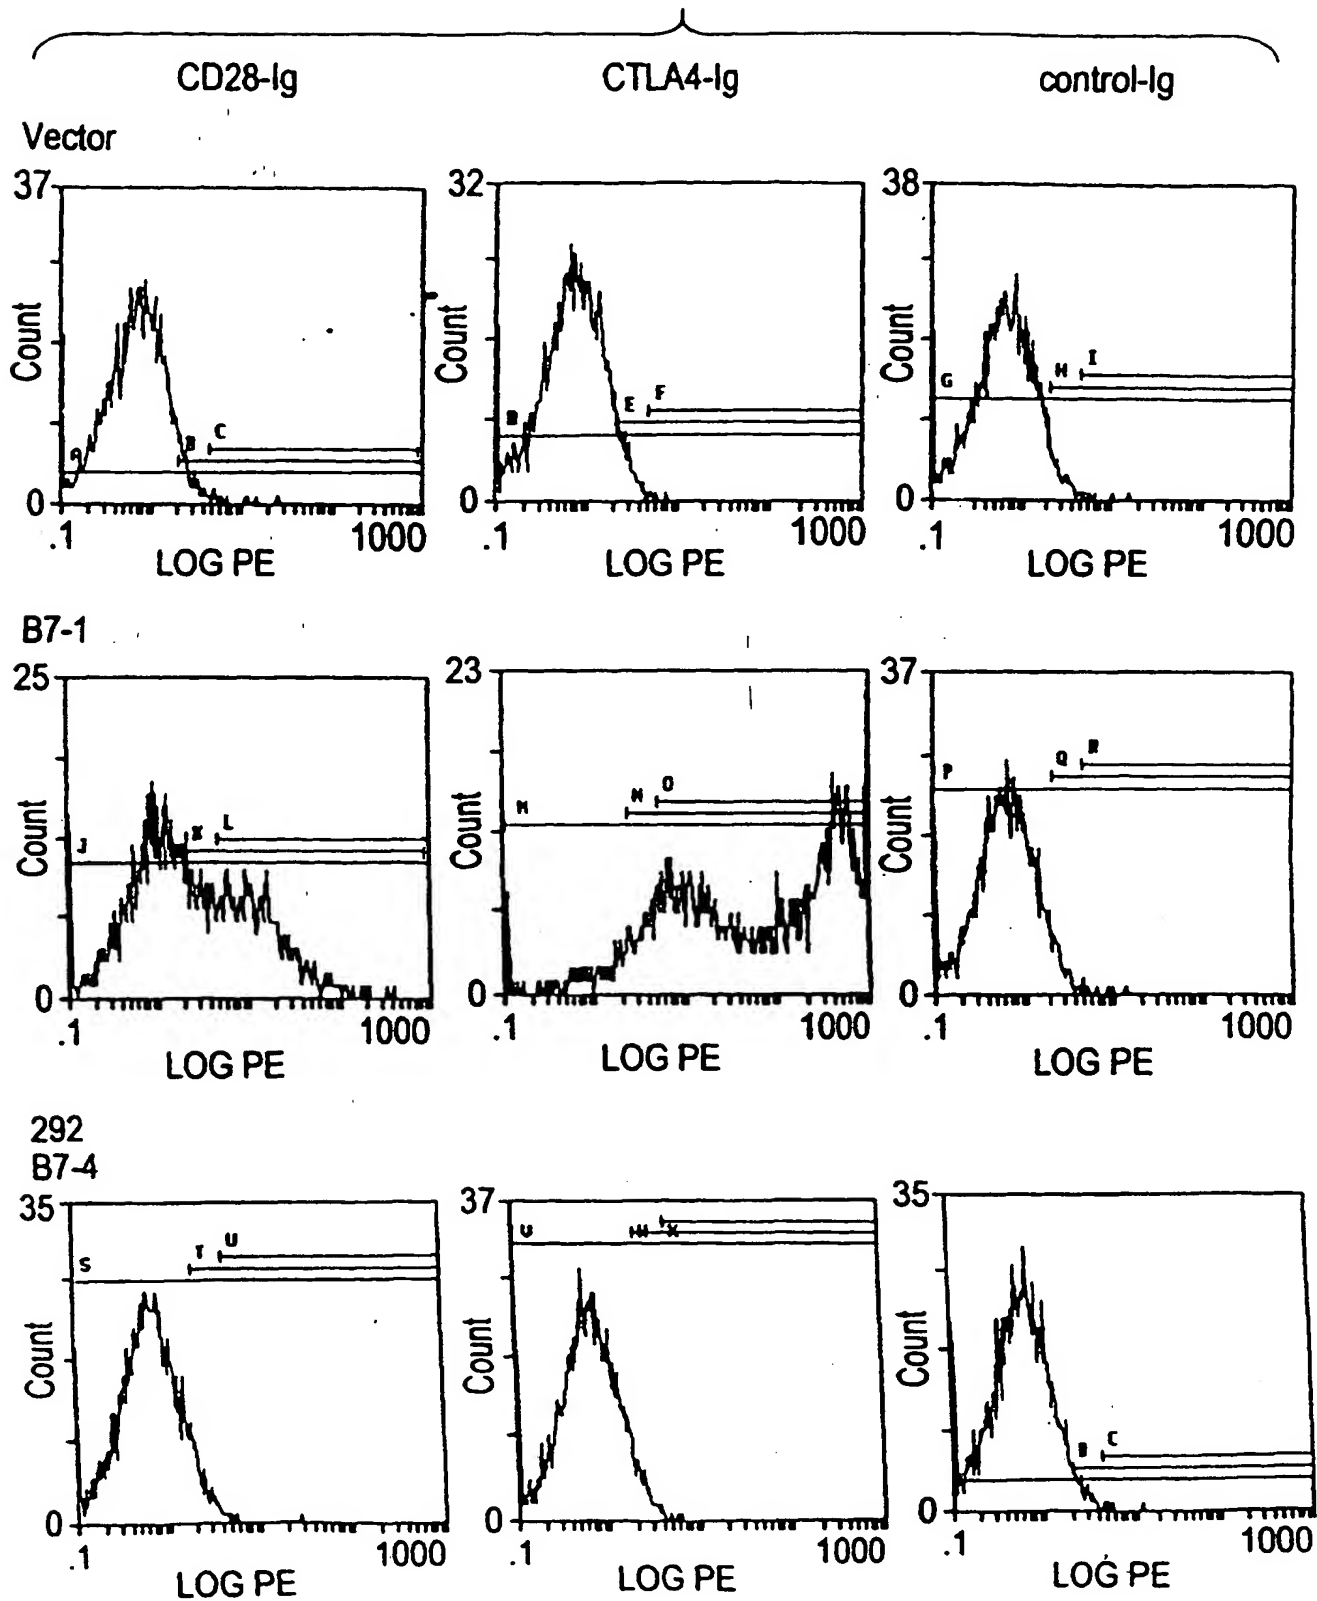 CD28-Ig CTLA4-Ig control-Ig
Vector
37 32 38
Count Count Count
C E F G H I
0 0 0
.1 1000 .1 1000 .1 1000
LOG PE LOG PE LOG PE
B7-1
25 23 37
Count Count Count
J L M N O P Q R
0 0 0
.1 1000 .1 1000 .1 1000
LOG PE LOG PE LOG PE
292
B7-4
35 37 35
Count Count Count
S T U X C
0 0 0
.1 1000 .1 1000 .1 1000
LOG PE LOG PE LOG PE